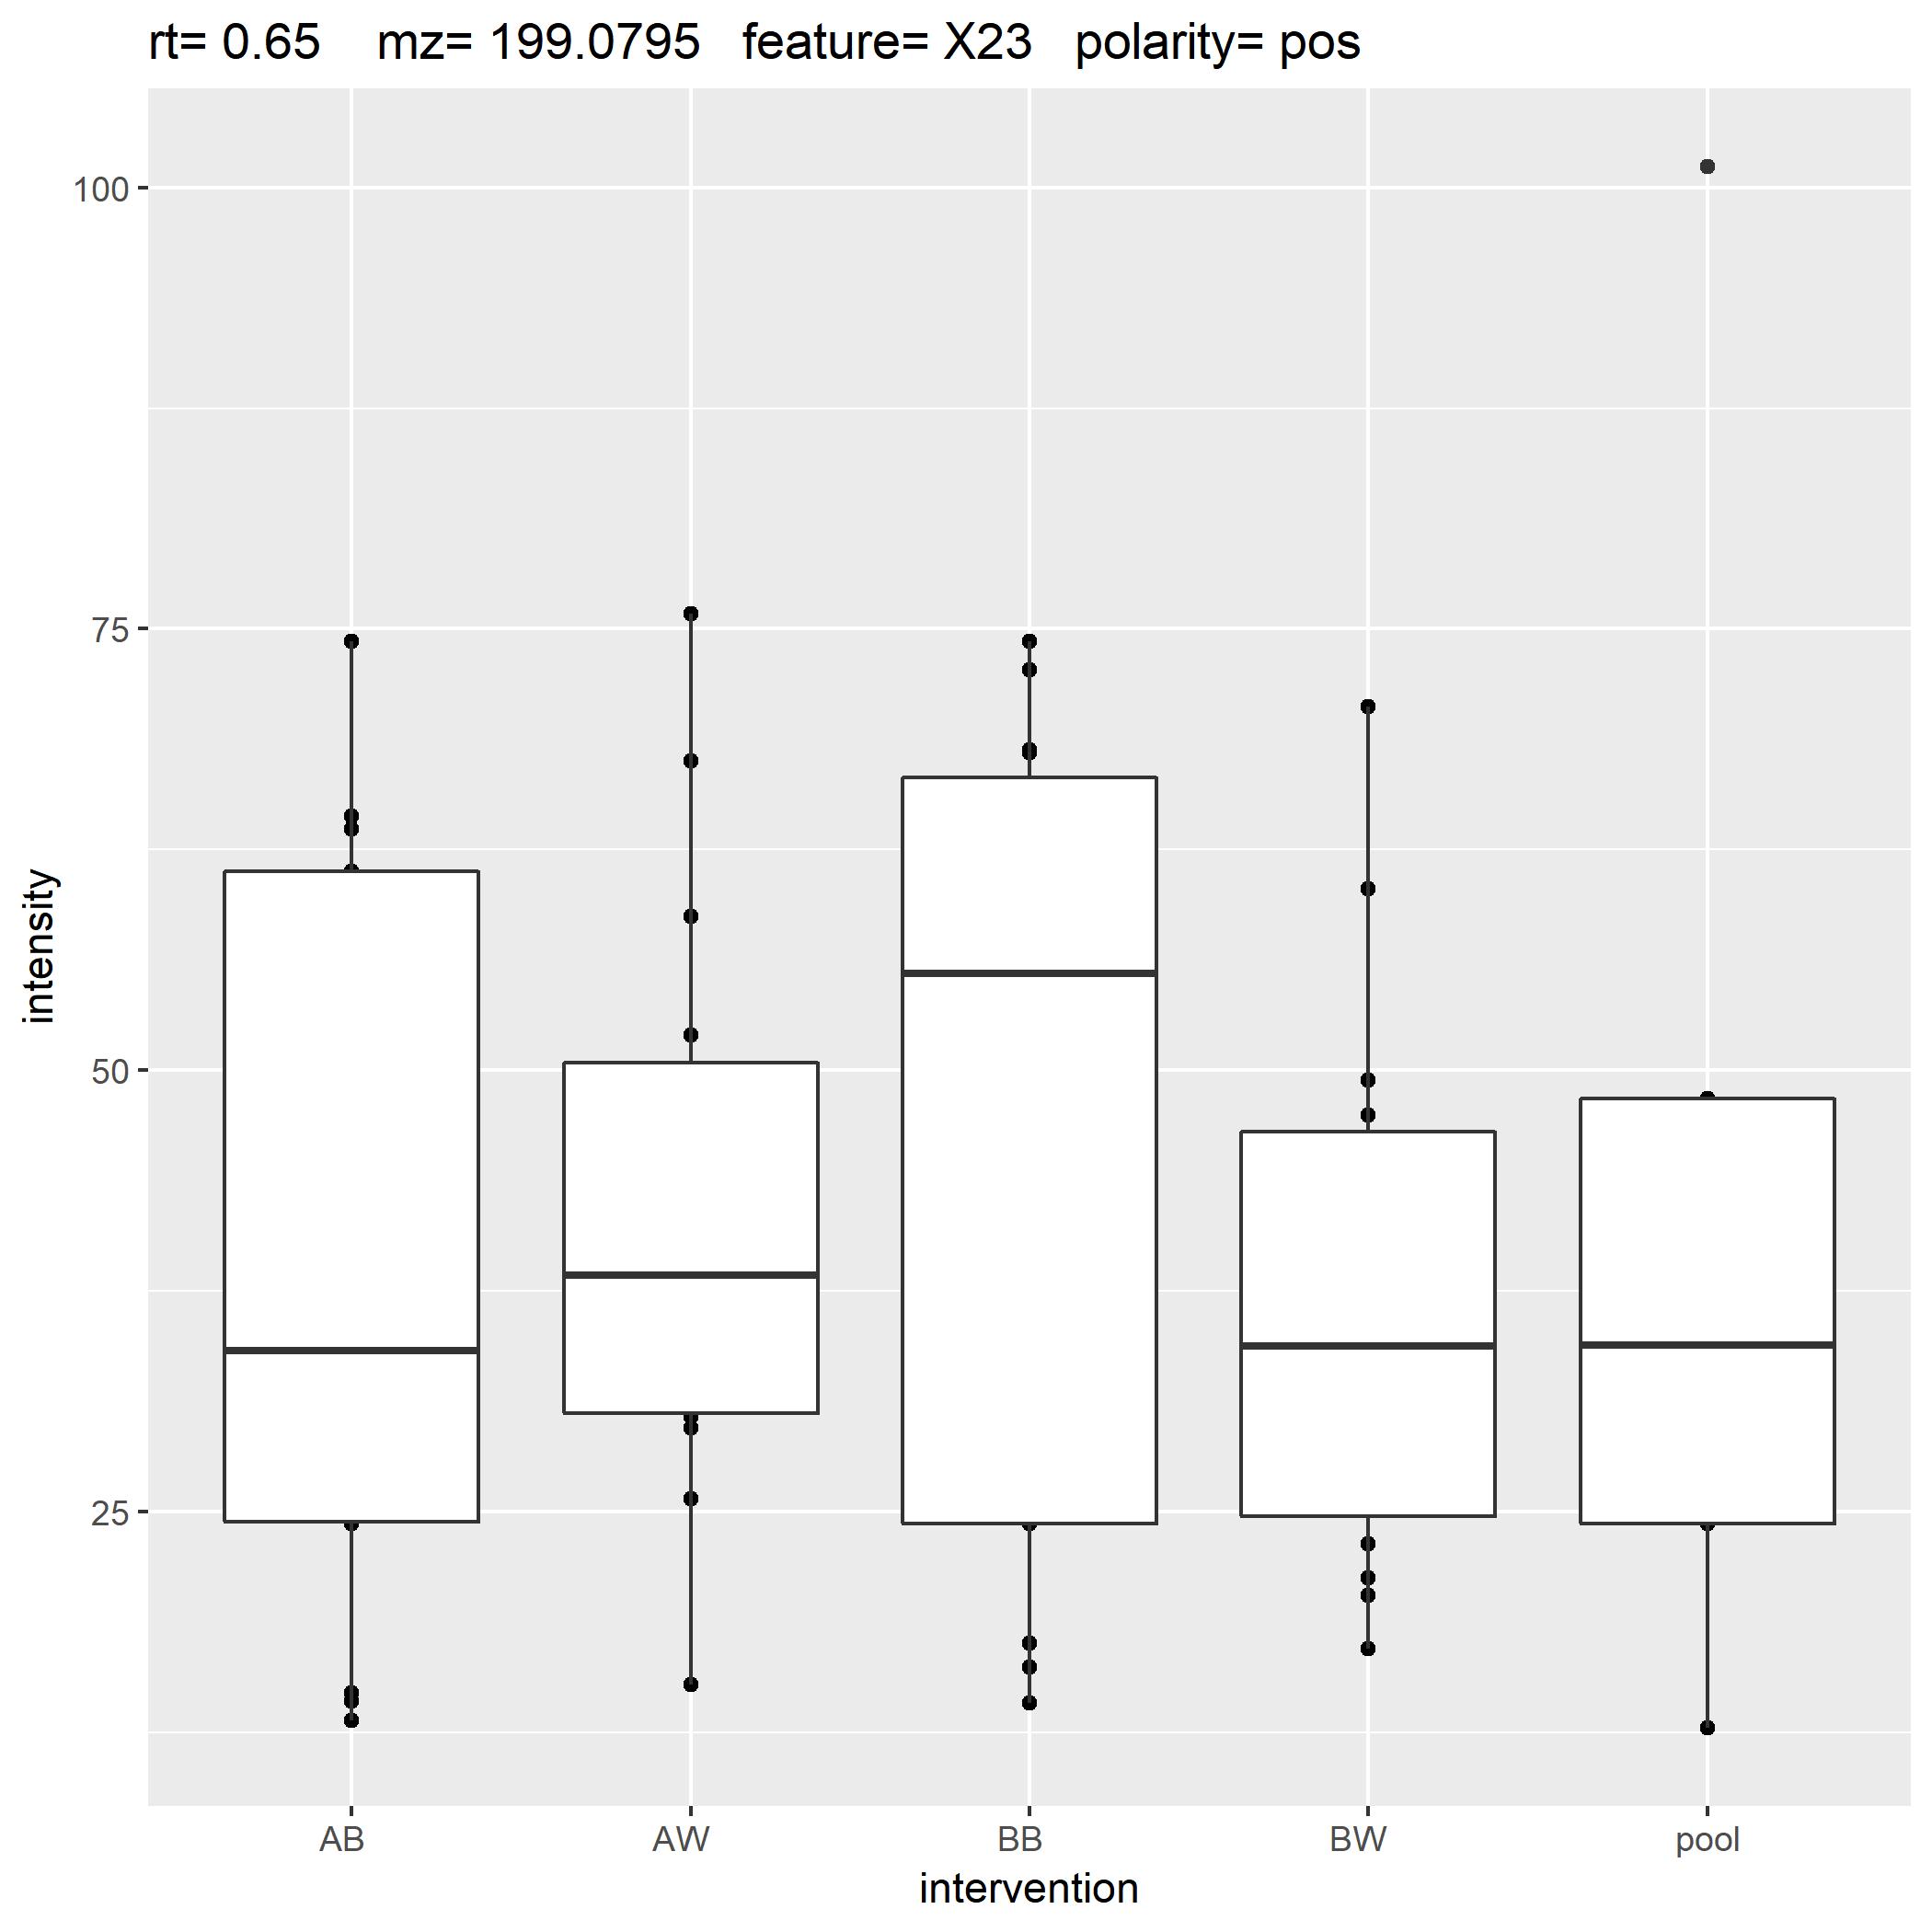 rt= 0.65    mz= 199.0795   feature= X23   polarity= pos
100
75
50
25
intensity
AB AW BB BW pool
intervention